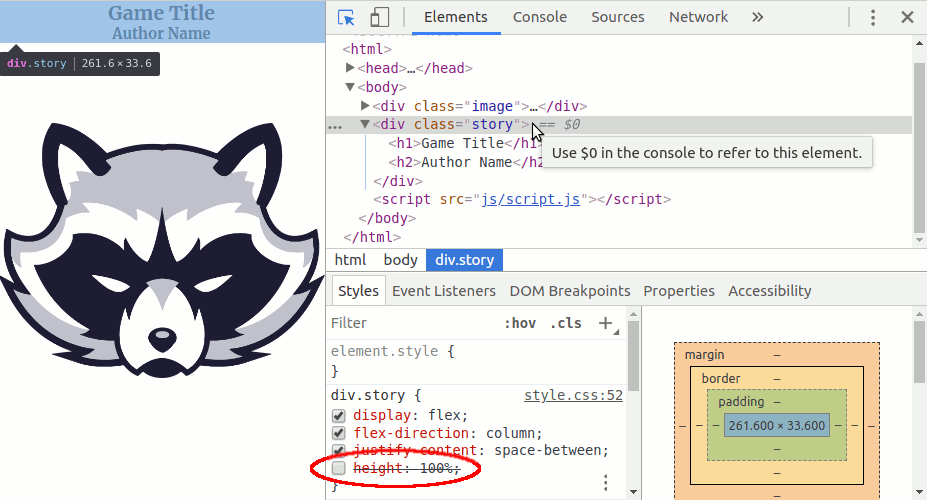 Game Title
Author Name
div.story | 261.6 × 33.6
Elements Console Sources Network »
<html>
▶<head>…</head>
▼<body>
▶<div class="image">…</div>
… ▼<div class="story"> == $0
<h1>Game Title</h1>
Use $0 in the console to refer to this element.
<h2>Author Name</h2
</div>
<script src="js/script.js"></script>
</body>
</html>
html body div.story
Styles Event Listeners DOM Breakpoints Properties Accessibility
Filter :hov .cls +
element.style {
}
div.story { style.css:52
display: flex;
flex-direction: column;
justify-content: space-between;
height: 100%;
}
margin –
border –
padding –
– – – 261.600 × 33.600 – – –
–
–
–